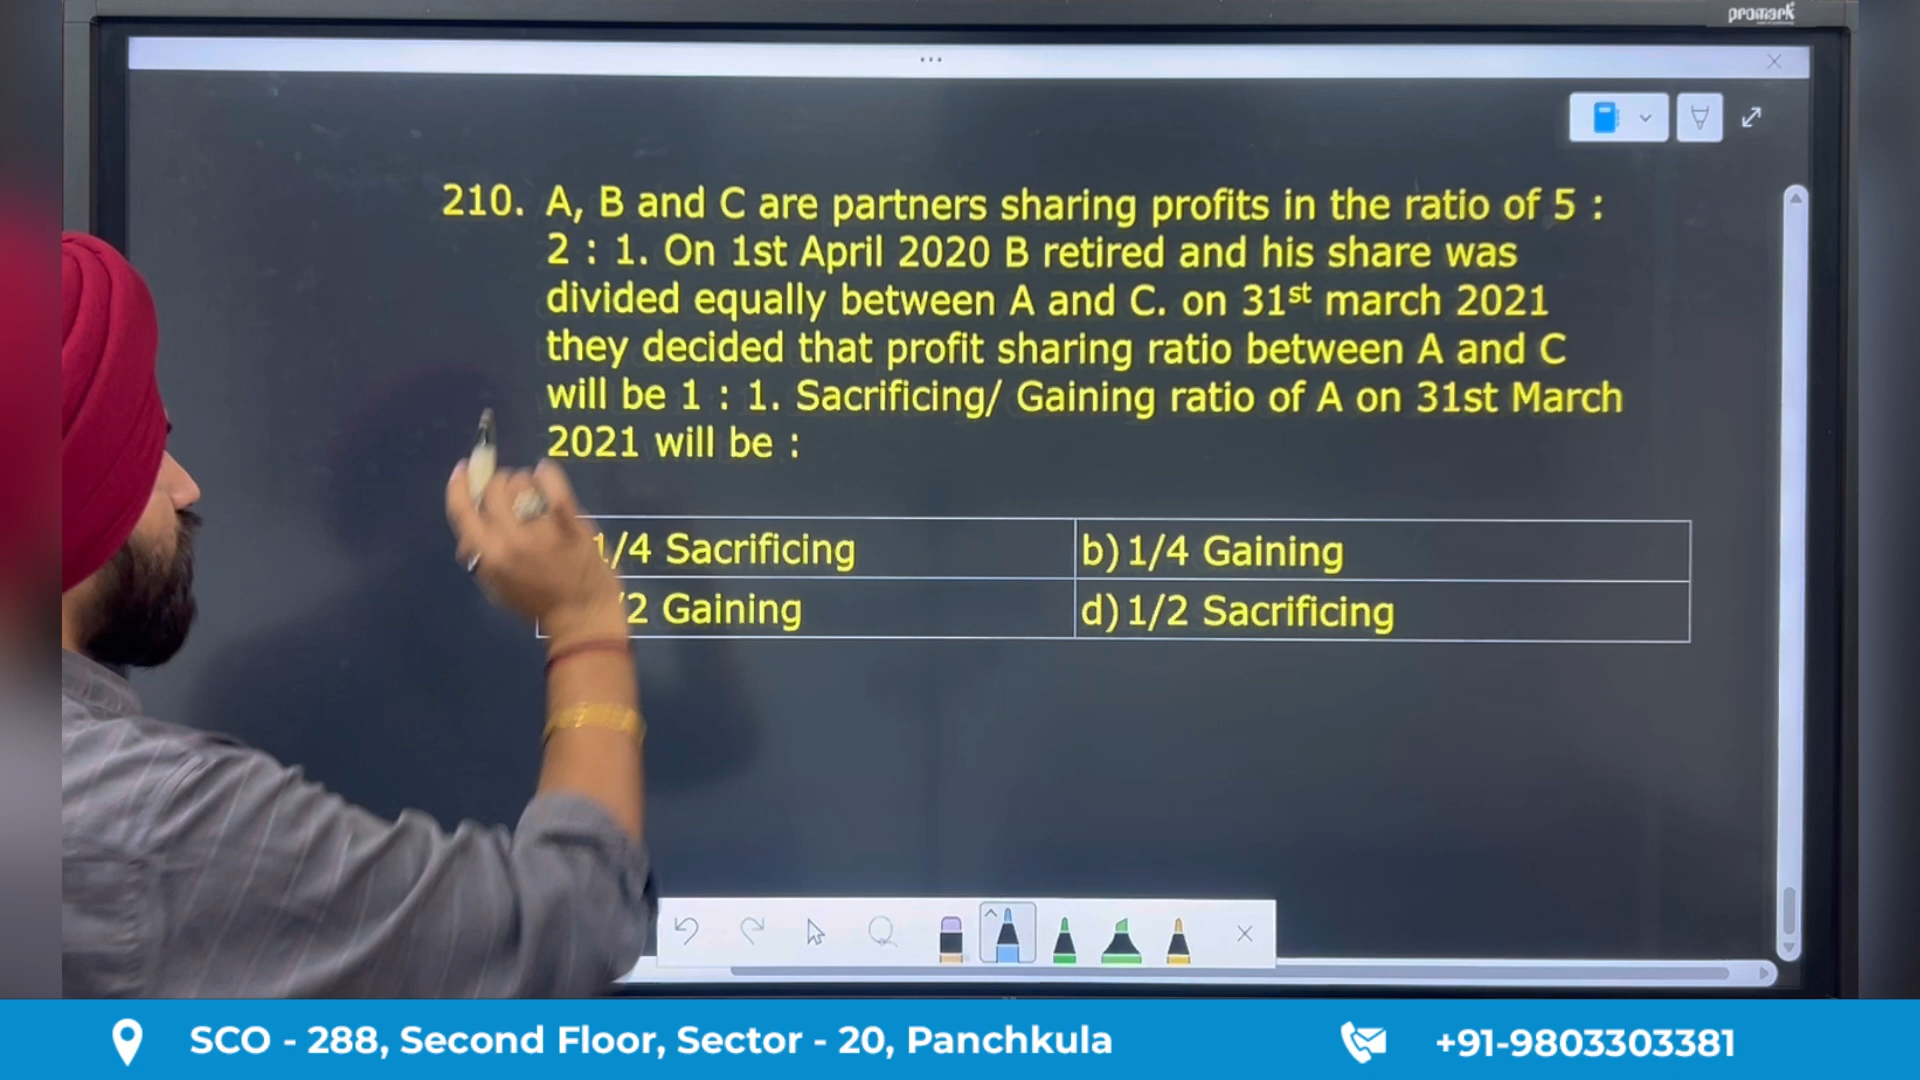 promark
210. A, B and C are partners sharing profits in the ratio of 5 :
2 : 1. On 1st April 2020 B retired and his share was
divided equally between A and C. on 31st march 2021
they decided that profit sharing ratio between A and C
will be 1 : 1. Sacrificing/ Gaining ratio of A on 31st March
2021 will be :
1/4 Sacrificing
b) 1/4 Gaining
/2 Gaining
d) 1/2 Sacrificing
SCO - 288, Second Floor, Sector - 20, Panchkula
+91-9803303381